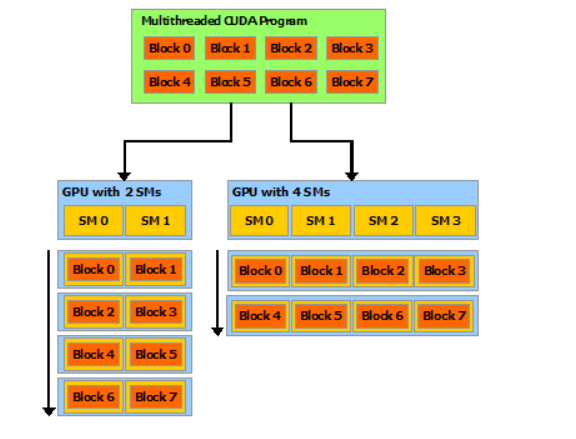 Multithreaded CUDA Program
Block 0 Block 1 Block 2 Block 3
Block 4 Block 5 Block 6 Block 7
GPU with 2 SMs
SM 0 SM 1
Block 0 Block 1
Block 2 Block 3
Block 4 Block 5
Block 6 Block 7
GPU with 4 SMs
SM 0 SM 1 SM 2 SM 3
Block 0 Block 1 Block 2 Block 3
Block 4 Block 5 Block 6 Block 7